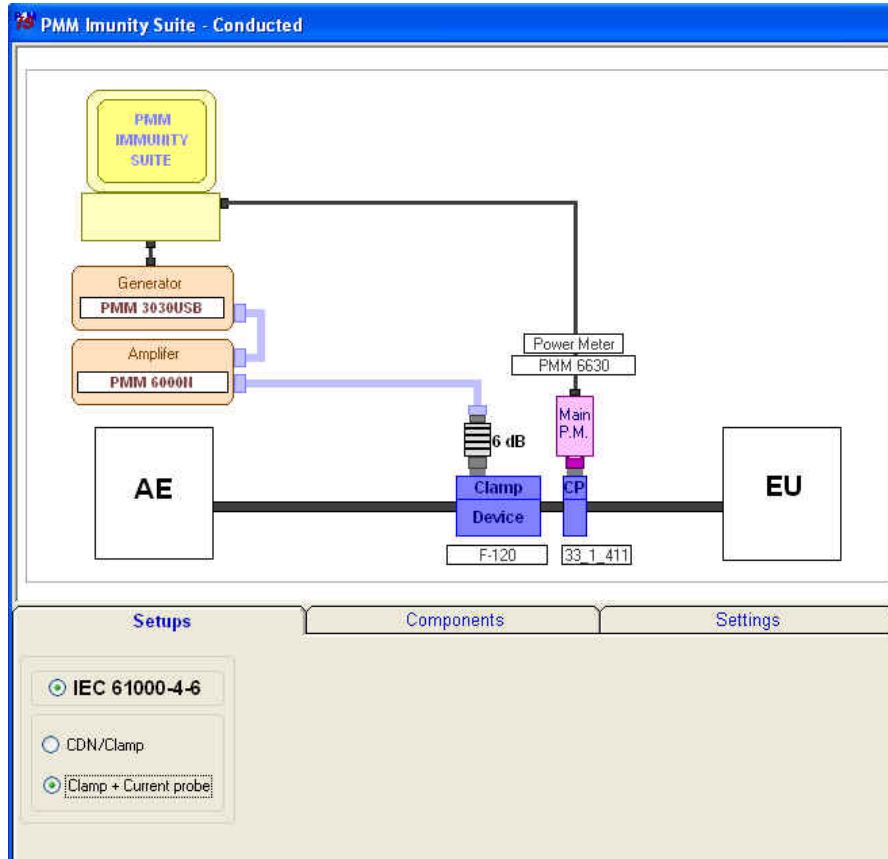 PMM Imunity Suite - Conducted
PMM
IMMUNITY
SUITE
Generator
PMM 3030USB
Amplifer
PMM 6000N
Power Meter
PMM 6630
Main
P.M.
6 dB
AE
Clamp
Device
CP
EU
F-120
33_1_411
Setups
Components
Settings
IEC 61000-4-6
CDN/Clamp
Clamp + Current probe